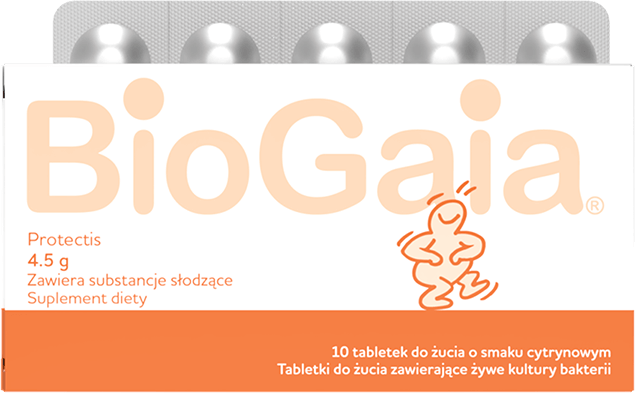 BioGaia®
Protectis
4.5 g
Zawiera substancje słodzące
Suplement diety
10 tabletek do żucia o smaku cytrynowym
Tabletki do żucia zawierające żywe kultury bakterii